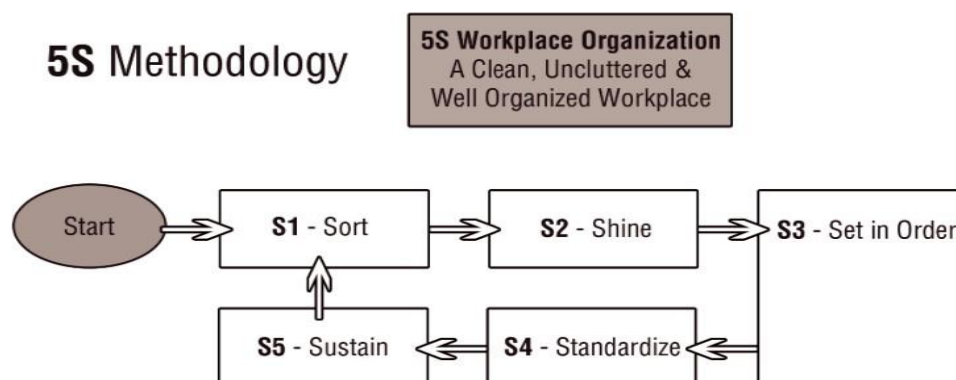 5S Methodology
5S Workplace Organization
A Clean, Uncluttered &
Well Organized Workplace
Start
S1 - Sort
S2 - Shine
S3 - Set in Order
S4 - Standardize
S5 - Sustain